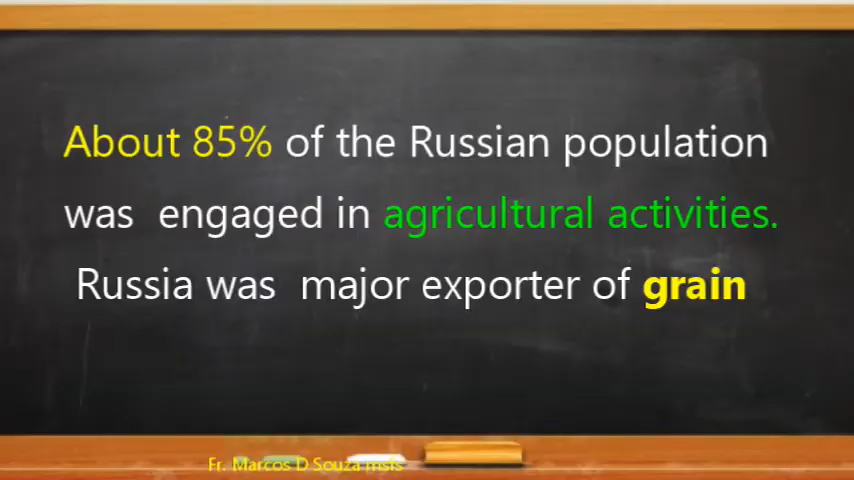 About 85% of the Russian population
was engaged in agricultural activities.
Russia was major exporter of grain
Fr. Marcos D Souza msfs